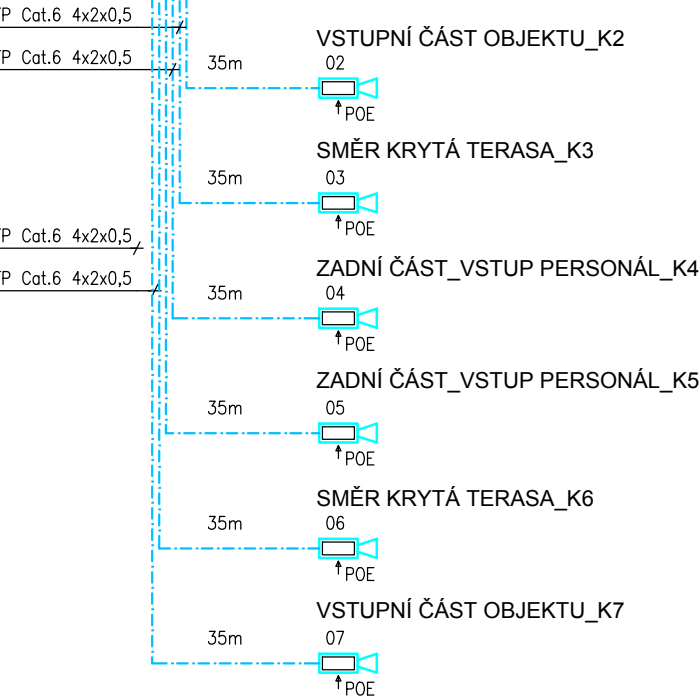 Cat.6 4x2x0,5
VSTUPNÍ ČÁST OBJEKTU_K2
Cat.6 4x2x0,5
35m
02
POE
SMĚR KRYTÁ TERASA_K3
35m
03
POE
Cat.6 4x2x0,5
ZADNÍ ČÁST_VSTUP PERSONÁL_K4
Cat.6 4x2x0,5
35m
04
POE
ZADNÍ ČÁST_VSTUP PERSONÁL_K5
35m
05
POE
SMĚR KRYTÁ TERASA_K6
35m
06
POE
VSTUPNÍ ČÁST OBJEKTU_K7
35m
07
POE